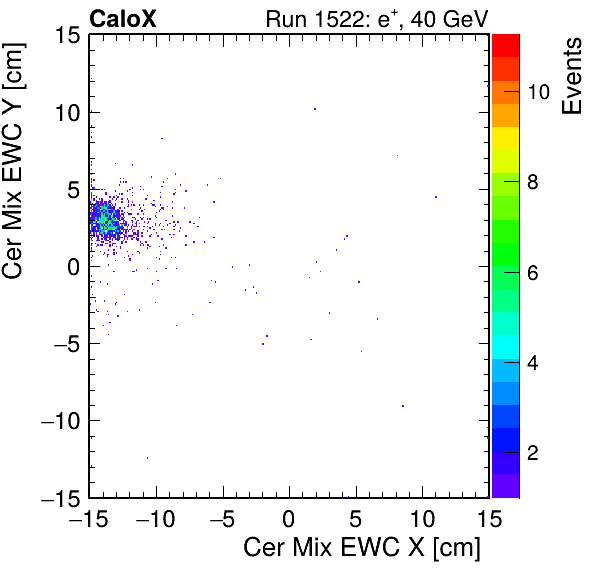 CaloX Run 1522: e+, 40 GeV
Cer Mix EWC Y [cm]
15
10
5
0
−5
−10
−15
−15 −10 −5 0 5 10 15
Cer Mix EWC X [cm]
Events
10
8
6
4
2